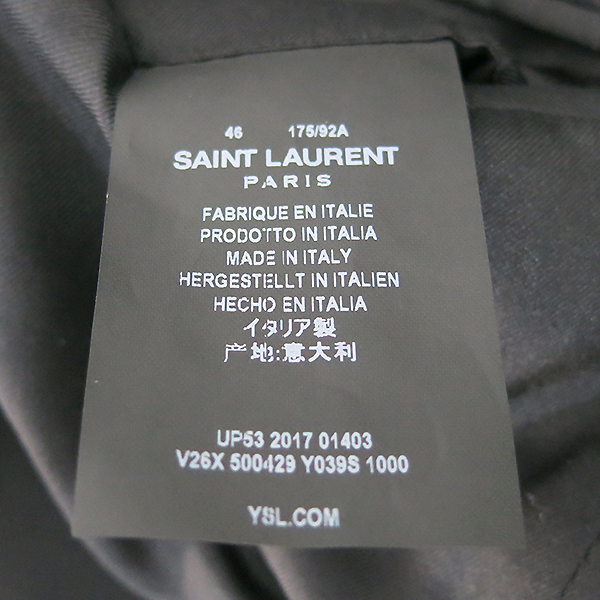 46 175/92A
SAINT LAURENT
PARIS
FABRIQUE EN ITALIE
PRODOTTO IN ITALIA
MADE IN ITALY
HERGESTELLT IN ITALIEN
HECHO EN ITALIA
イタリア製
产地:意大利
UP53 2017 01403
V26X 500429 Y039S 1000
YSL.COM